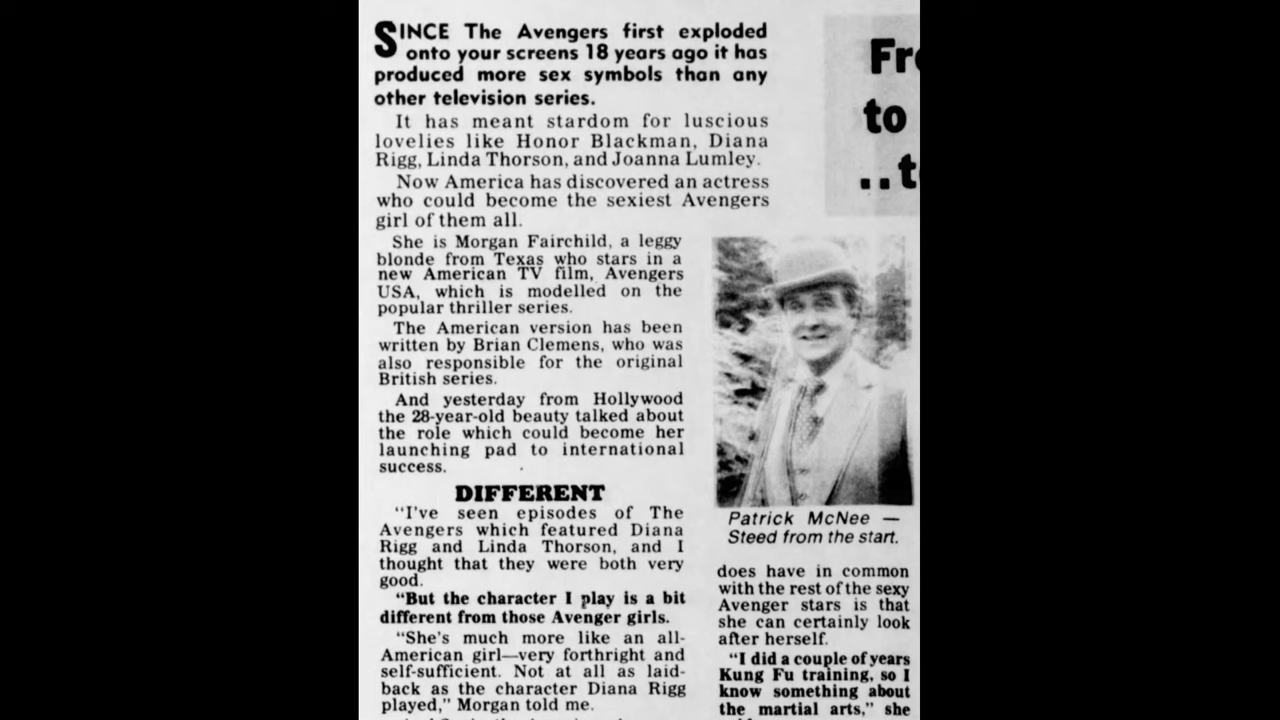 SINCE The Avengers first exploded
onto your screens 18 years ago it has
produced more sex symbols than any
other television series.
It has meant stardom for luscious
lovelies like Honor Blackman, Diana
Rigg, Linda Thorson, and Joanna Lumley.
Now America has discovered an actress
who could become the sexiest Avengers
girl of them all.
She is Morgan Fairchild, a leggy
blonde from Texas who stars in a
new American TV film, Avengers
USA, which is modelled on the
popular thriller series.
The American version has been
written by Brian Clemens, who was
also responsible for the original
British series.
And yesterday from Hollywood
the 28-year-old beauty talked about
the role which could become her
launching pad to international
success.
DIFFERENT
"I've seen episodes of The
Avengers which featured Diana
Rigg and Linda Thorson, and I
thought that they were both very
good.
"But the character I play is a bit
different from those Avenger girls.
"She's much more like an all-
American girl—very forthright and
self-sufficient. Not at all as laid-
back as the character Diana Rigg
played," Morgan told me.
to
Patrick McNee —
Steed from the start.
does have in common
with the rest of the sexy
Avenger stars is that
she can certainly look
after herself.
"I did a couple of years
Kung Fu training, so I
know something about
the martial arts," she